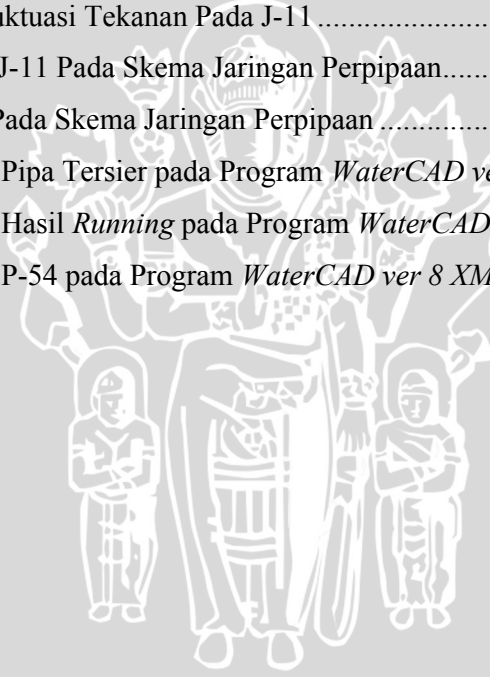 uktuasi Tekanan Pada J-11 ......................
J-11 Pada Skema Jaringan Perpipaan......
Pada Skema Jaringan Perpipaan ..............
Pipa Tersier pada Program WaterCAD ve
Hasil Running pada Program WaterCAD
P-54 pada Program WaterCAD ver 8 XM